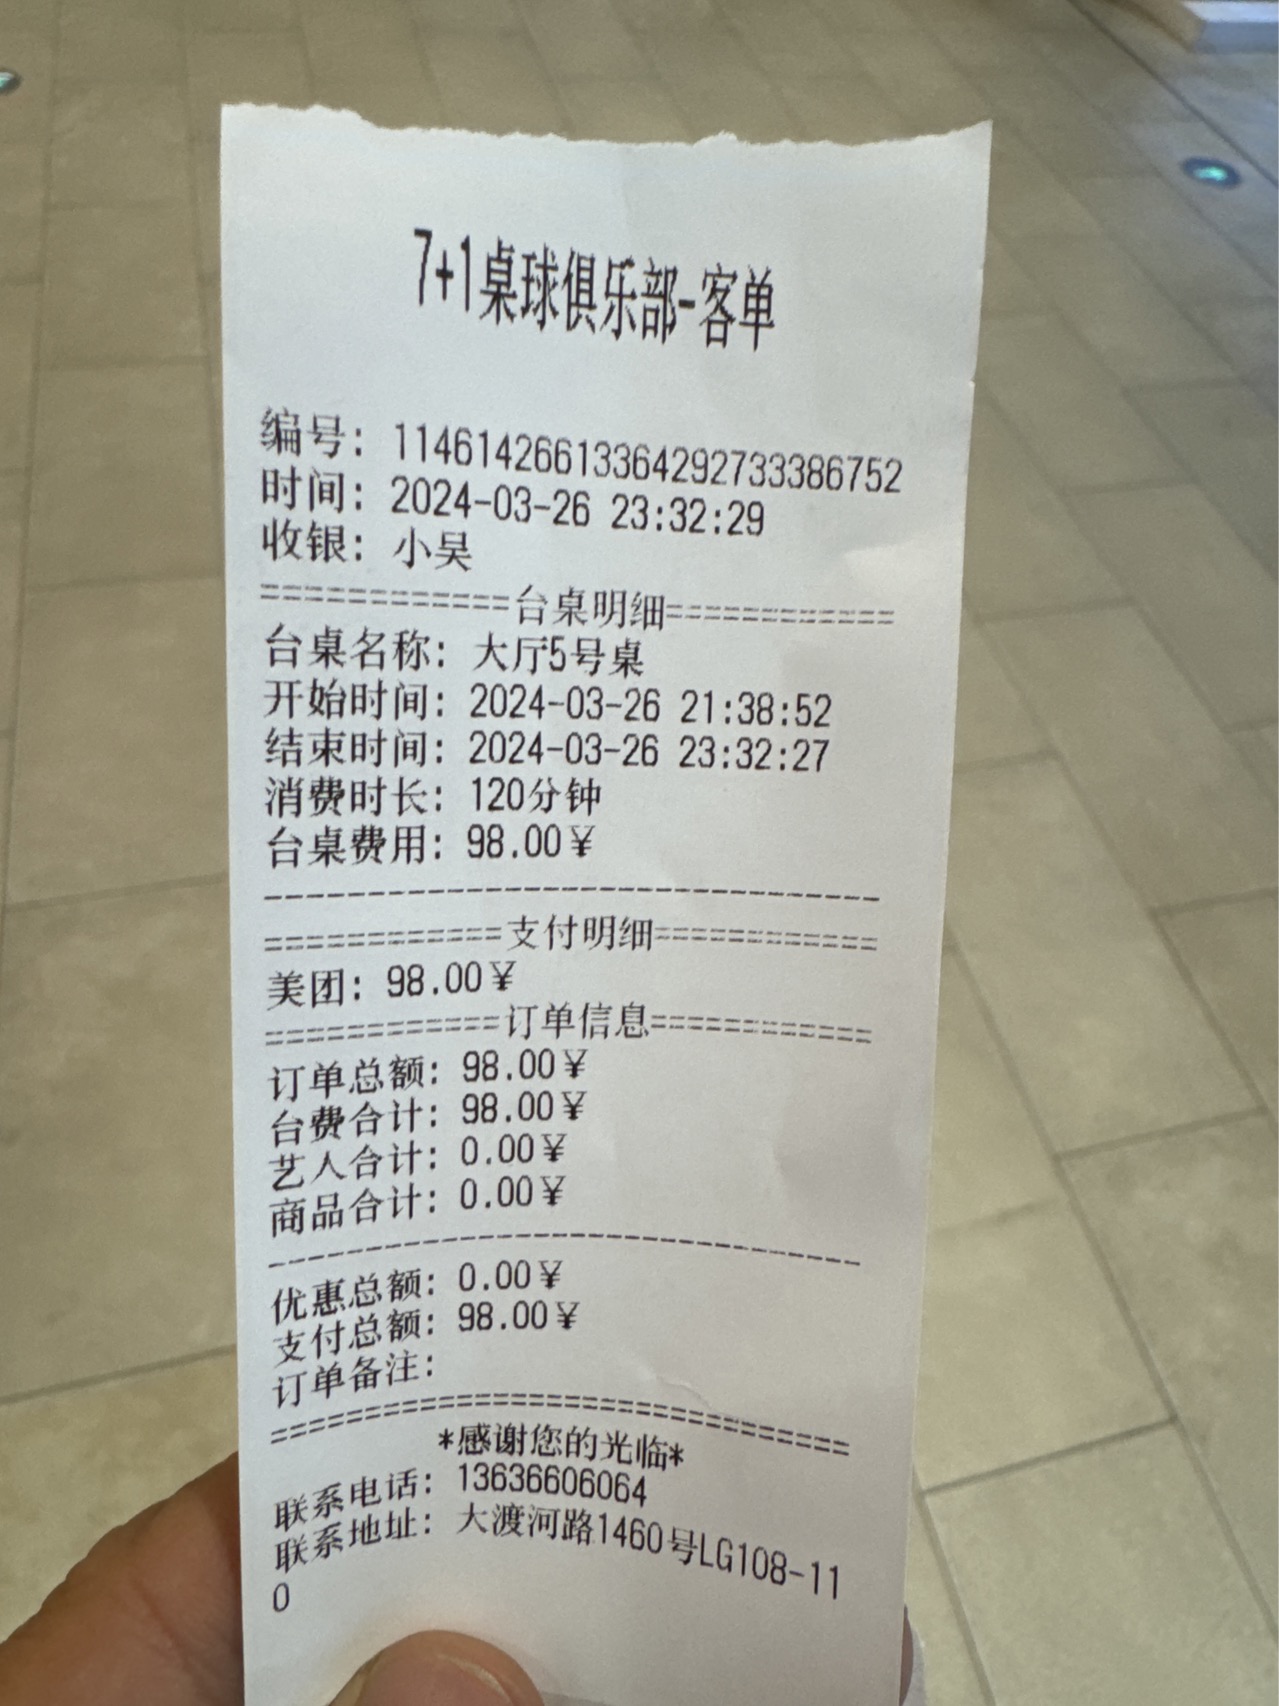 7+1桌球俱乐部-客单
编号: 1146142661336429273338​6752
时间: 2024-03-26 23:32:29
收银: 小昊
============台桌明细============
台桌名称: 大厅5号桌
开始时间: 2024-03-26 21:38:52
结束时间: 2024-03-26 23:32:27
消费时长: 120分钟
台桌费用: 98.00¥
--------------------------------
============支付明细============
美团: 98.00¥
============订单信息============
订单总额: 98.00¥
台费合计: 98.00¥
艺人合计: 0.00¥
商品合计: 0.00¥
--------------------------------
优惠总额: 0.00¥
支付总额: 98.00¥
订单备注:
================================
*感谢您的光临*
联系电话: 13636606064
联系地址: 大渡河路1460号LG108-11
0